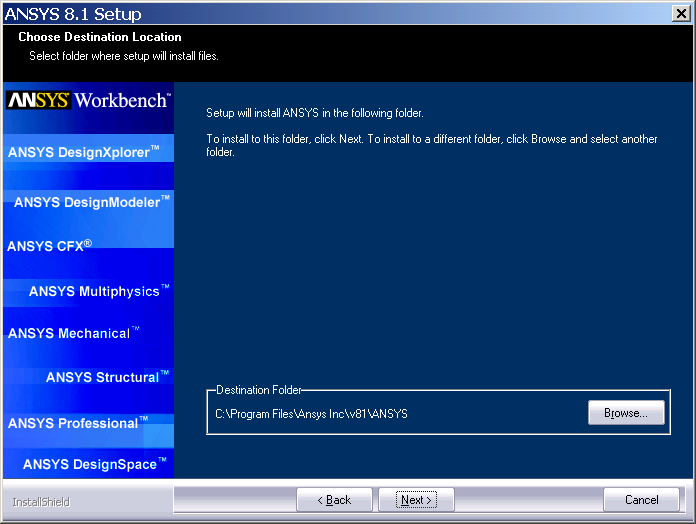 ANSYS 8.1 Setup
Choose Destination Location
Select folder where setup will install files.
ANSYS Workbench™
ANSYS DesignXplorer™
ANSYS DesignModeler™
ANSYS CFX®
ANSYS Multiphysics™
ANSYS Mechanical™
ANSYS Structural™
ANSYS Professional™
ANSYS DesignSpace™
Setup will install ANSYS in the following folder.
To install to this folder, click Next. To install to a different folder, click Browse and select another
folder.
Destination Folder
C:\Program Files\Ansys Inc\v81\ANSYS
Browse...
InstallShield
< Back
Next >
Cancel